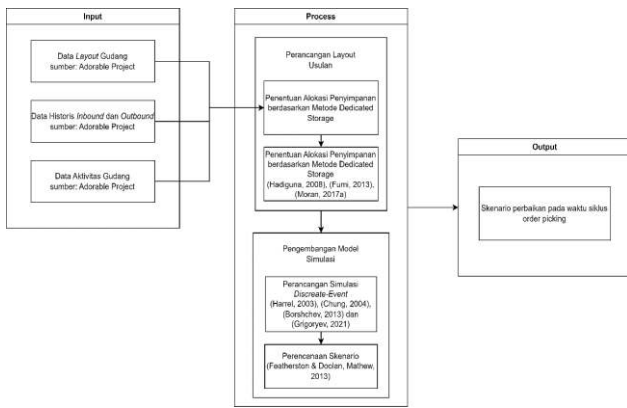 Input
Data Layout Gudang
sumber: Adorable Project
Data Historis Inbound dan Outbound
sumber: Adorable Project
Data Aktivitas Gudang
sumber: Adorable Project
Process
Perancangan Layout
Usulan
Penentuan Alokasi Penyimpanan
berdasarkan Metode Dedicated
Storage
Penentuan Alokasi Penyimpanan
berdasarkan Metode Dedicated
Storage
(Hadiguna, 2008), (Fumi, 2013),
(Moran, 2017a)
Pengembangan Model
Simulasi
Perancangan Simulasi
Discreate-Event
(Harrel, 2003), (Chung, 2004),
(Borshchev, 2013) dan
(Grigoryev, 2021)
Perencanaan Skenario
(Featherston & Doolan, Mathew,
2013)
Output
Skenario perbaikan pada waktu siklus
order picking